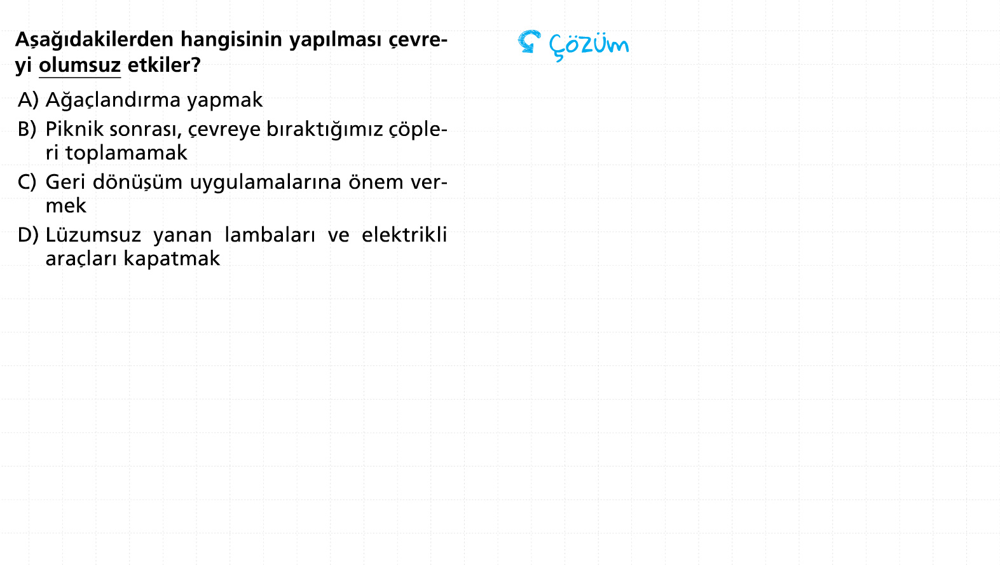 Aşağıdakilerden hangisinin yapılması çevre-
yi olumsuz etkiler?
A) Ağaçlandırma yapmak
B) Piknik sonrası, çevreye bıraktığımız çöple-
ri toplamamak
C) Geri dönüşüm uygulamalarına önem ver-
mek
D) Lüzumsuz yanan lambaları ve elektrikli
araçları kapatmak
Çözüm